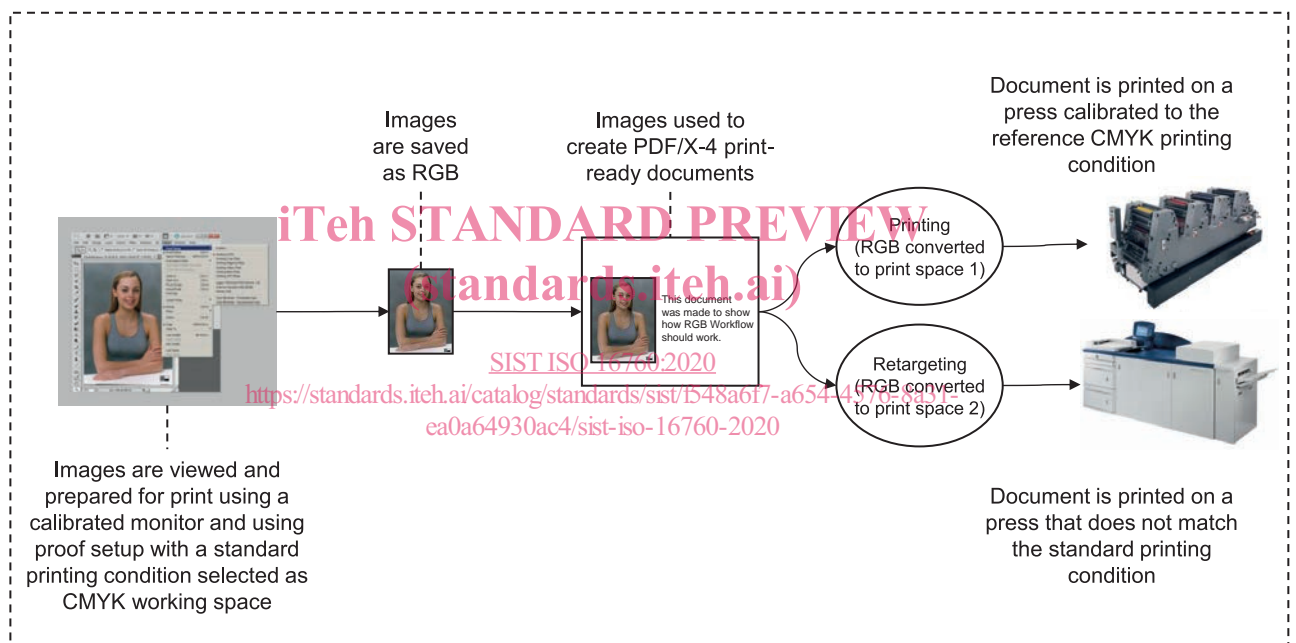 Document is printed on a
press calibrated to the
reference CMYK printing
condition
Images
are saved
as RGB
Images used to
create PDF/X-4 print-
ready documents
iTeh STANDARD PREVIEW
(standards.iteh.ai)
Printing
(RGB converted
to print space 1)
This document
was made to show
how RGB Workflow
should work.
SIST ISO 16760:2020
https://standards.iteh.ai/catalog/standards/sist/f548a6f7-a654-4376-8a31-
ea0a64930ac4/sist-iso-16760-2020
Retargeting
(RGB converted
to print space 2)
Images are viewed and
prepared for print using a
calibrated monitor and using
proof setup with a standard
printing condition selected as
CMYK working space
Document is printed on a
press that does not match
the standard printing
condition